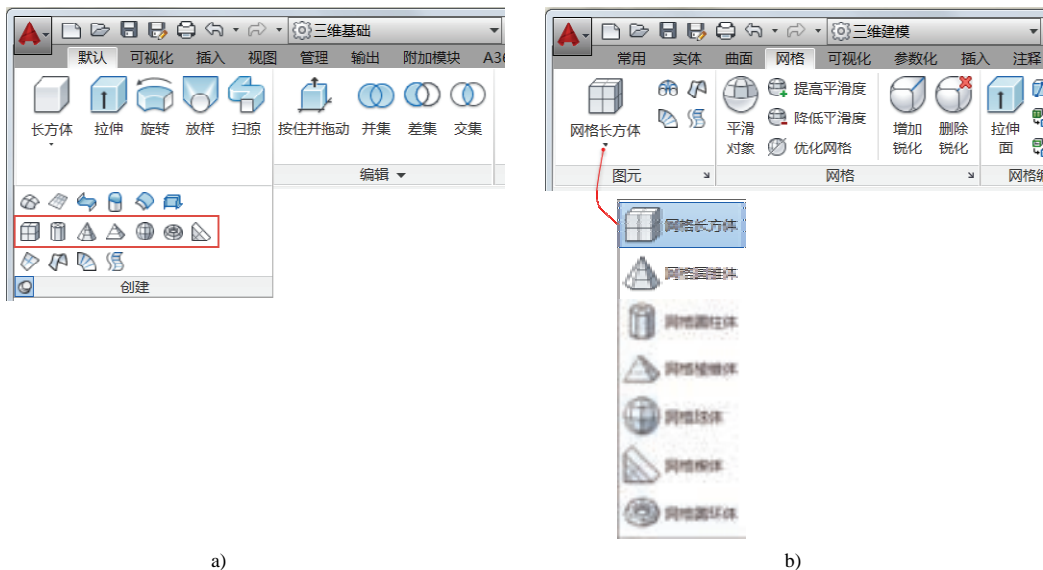 三维基础
默认 可视化 插入 视图 管理 输出 附加模块 A36
长方体 拉伸 旋转 放样 扫掠 按住并拖动 并集 差集 交集
编辑
创建
a)
三维建模
常用 实体 曲面 网格 可视化 参数化 插入 注释
网格长方体
平滑对象
提高平滑度
降低平滑度
优化网格
增加锐化
删除锐化
拉伸面
图元 网格 网格编
网格长方体
网格圆锥体
网格圆柱体
网格棱锥体
网格球体
网格楔体
网格圆环体
b)